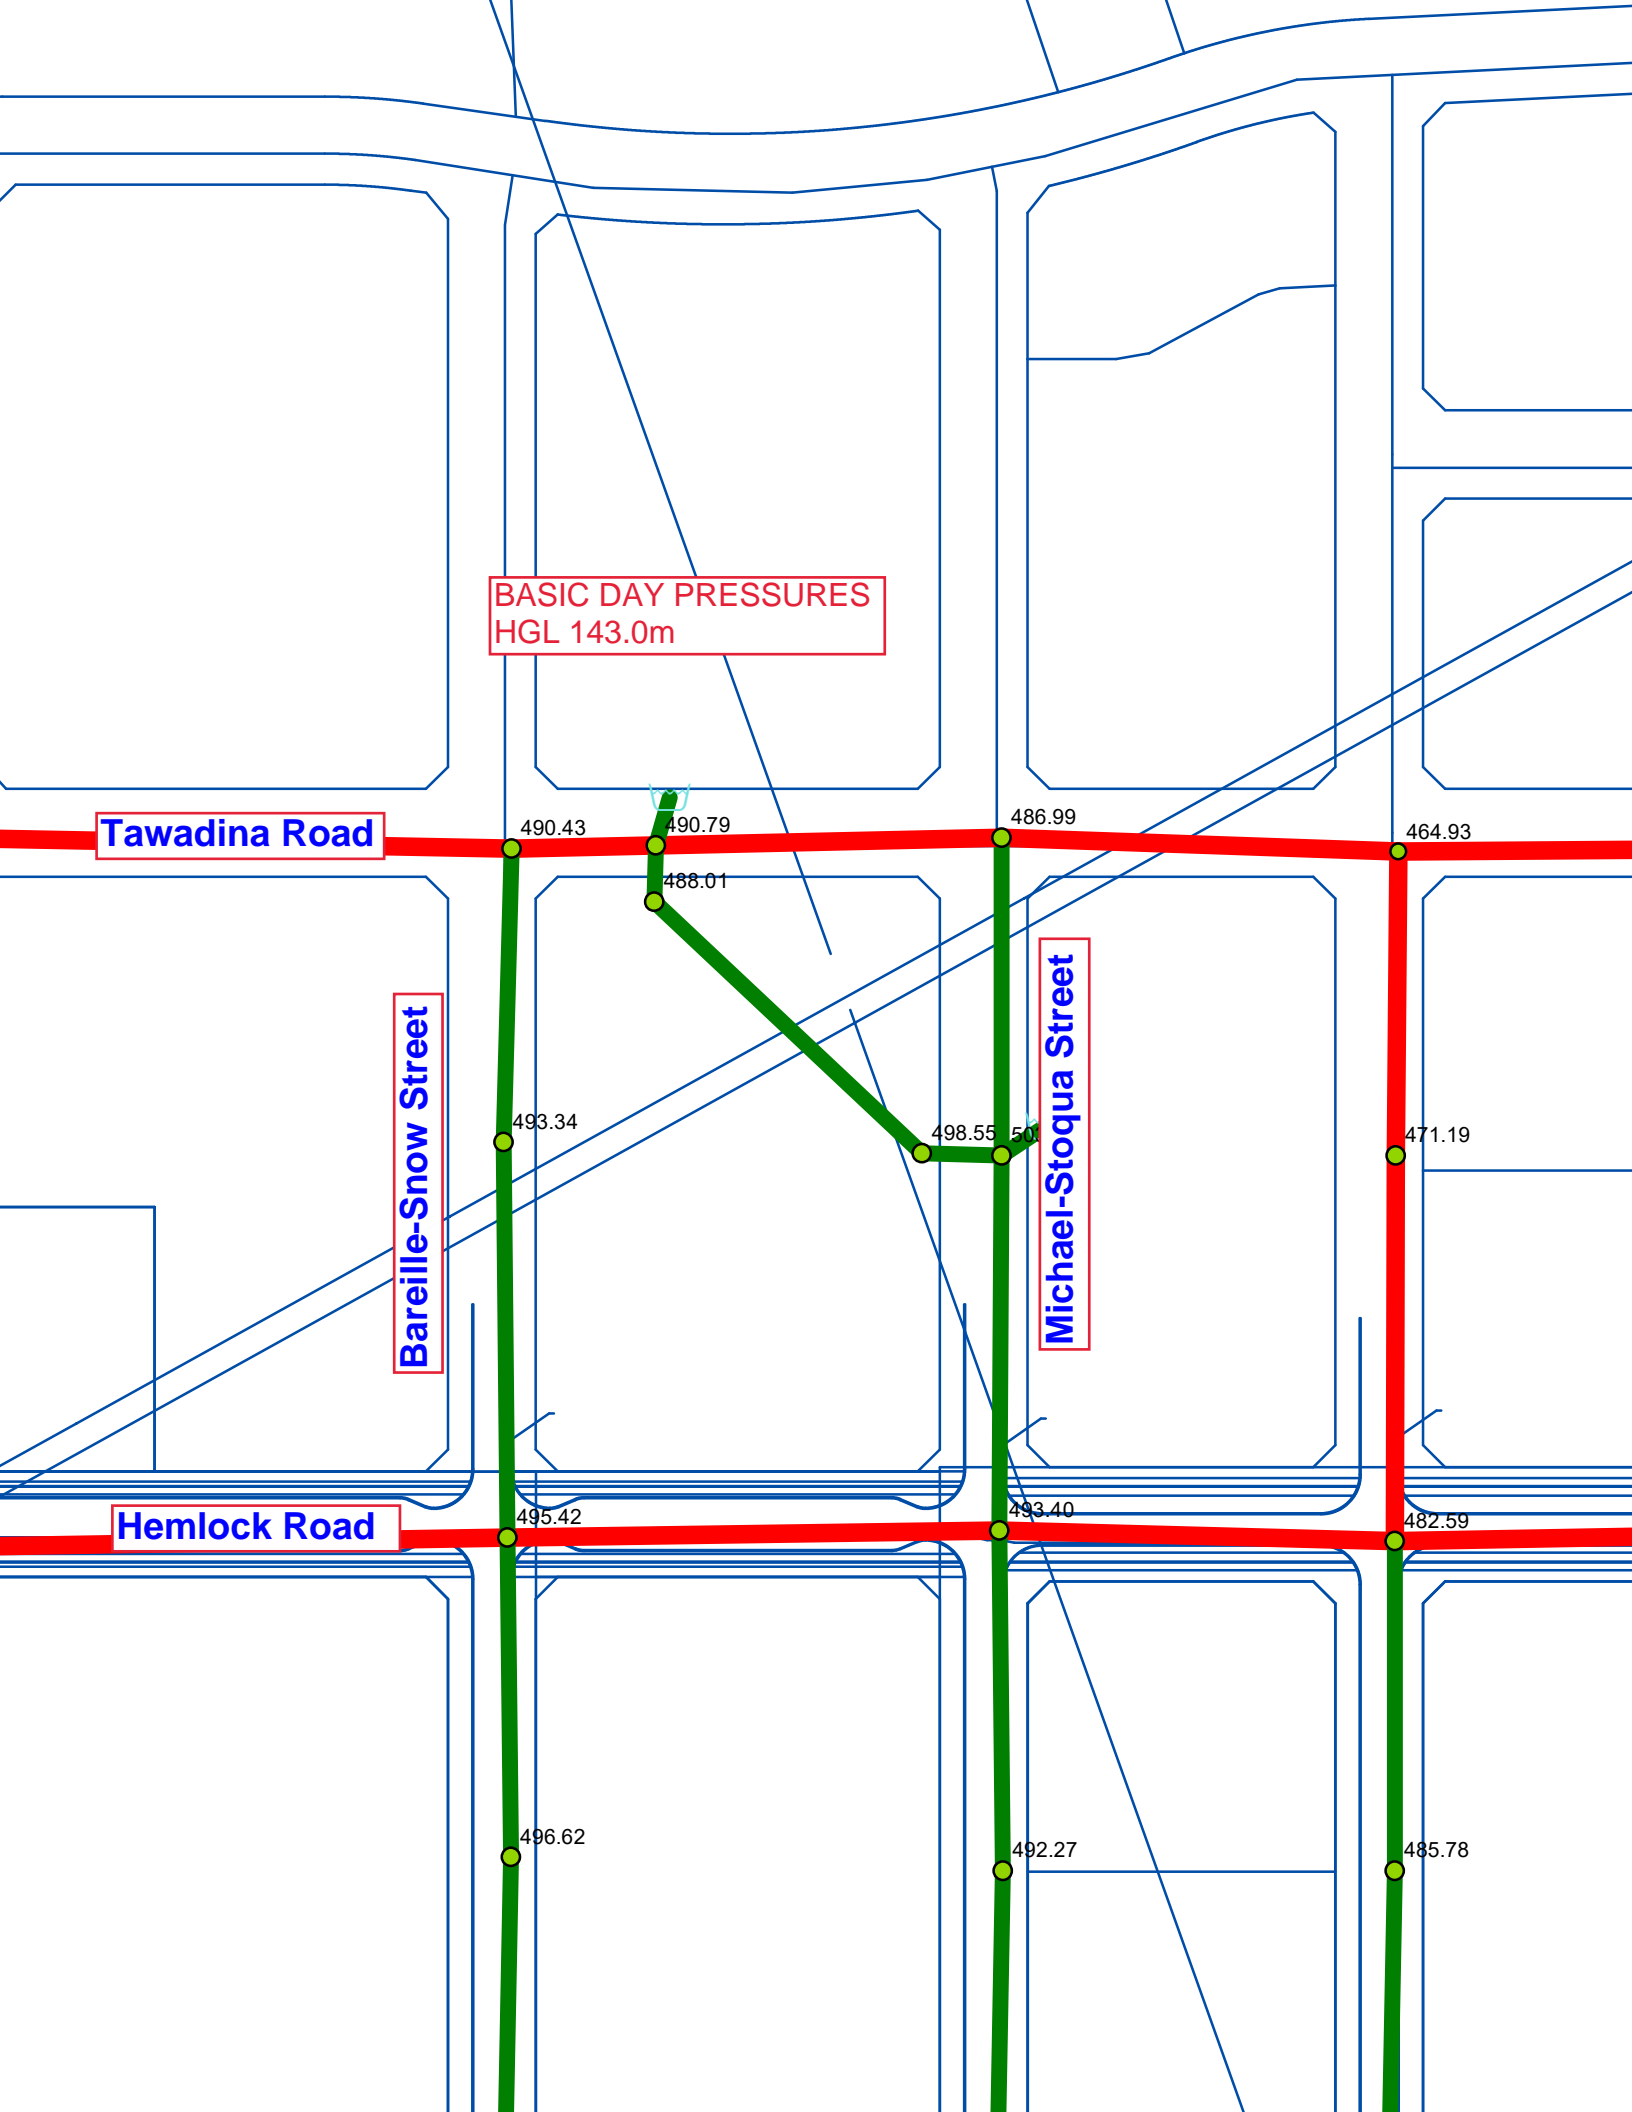 BASIC DAY PRESSURES
HGL 143.0m
Tawadina Road
490.43
490.79
486.99
464.93
488.01
Bareille-Snow Street
Michael-Stoqua Street
493.34
498.55
471.19
Hemlock Road
495.42
493.40
482.59
496.62
492.27
485.78